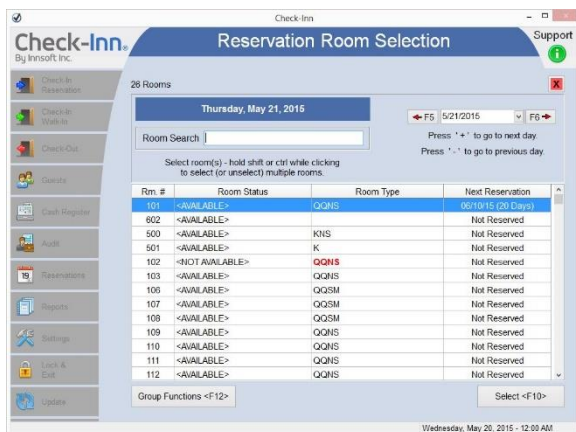 Check-Inn
Check-Inn®
By Innsoft Inc.
Reservation Room Selection
Support
Check-In
Reservation
Check-In
Walk-In
Check-Out
Guests
Cash Register
Audit
Reservations
Reports
Settings
Lock &
Exit
Update
26 Rooms
X
Thursday, May 21, 2015
Room Search
Select room(s) - hold shift or ctrl while clicking
to select (or unselect) multiple rooms.
F5 5/21/2015 F6
Press '+' to go to next day.
Press '-' to go to previous day.
Rm. # Room Status Room Type Next Reservation
101 <AVAILABLE> QQNS 06/10/15 (20 Days)
602 <AVAILABLE> Not Reserved
500 <AVAILABLE> KNS Not Reserved
501 <AVAILABLE> K Not Reserved
102 <NOT AVAILABLE> QQNS Not Reserved
103 <AVAILABLE> QQNS Not Reserved
106 <AVAILABLE> QQSM Not Reserved
107 <AVAILABLE> QQSM Not Reserved
108 <AVAILABLE> QQSM Not Reserved
109 <AVAILABLE> QQNS Not Reserved
110 <AVAILABLE> QQNS Not Reserved
111 <AVAILABLE> QQNS Not Reserved
112 <AVAILABLE> QQNS Not Reserved
Group Functions <F12>
Select <F10>
Wednesday, May 20, 2015 - 12:00 AM